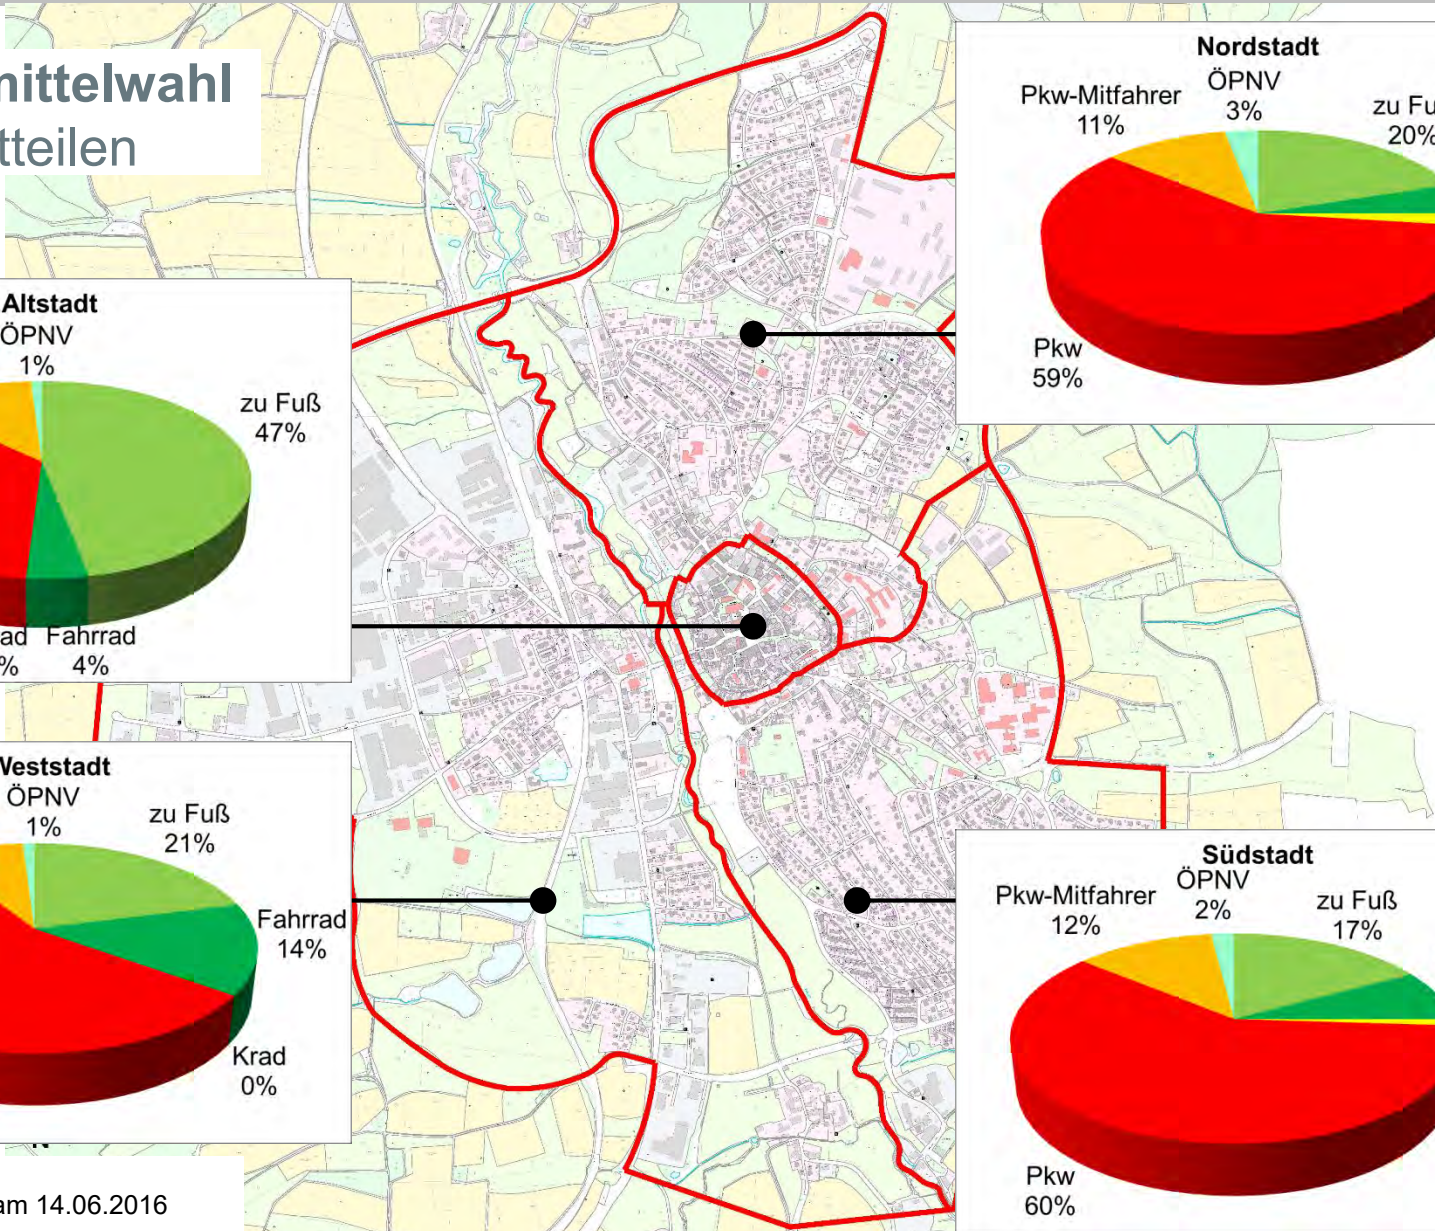 mittelwahl
tteilen
Nordstadt
ÖPNV
3%
Pkw-Mitfahrer
11%
zu Fu
20%
Pkw
59%
Altstadt
ÖPNV
1%
zu Fuß
47%
ad Fahrrad
% 4%
Weststadt
ÖPNV
1%
zu Fuß
21%
Fahrrad
14%
Krad
0%
Südstadt
ÖPNV
2%
Pkw-Mitfahrer
12%
zu Fuß
17%
Pkw
60%
am 14.06.2016